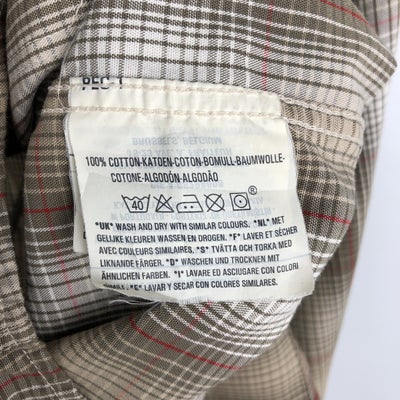 100% COTTON-KATOEN-COTON-BOMULL-BAUMWOLLE-
COTONE-ALGODÓN-ALGODÃO
40
®
*UK* WASH AND DRY WITH SIMILAR COLOURS. *NL* MET
GELIJKE KLEUREN WASSEN EN DROGEN. *F* LAVER ET SÉCHER
AVEC COULEURS SIMILAIRES. *S* TVÄTTA OCH TORKA MED
LIKNANDE FÄRGER. *D* WASCHEN UND TROCKNEN MIT
ÄHNLICHEN FARBEN. *I* LAVARE ED ASCIUGARE CON COLORI
SIMILI. *E* LAVAR Y SECAR CON COLORES SIMILARES.